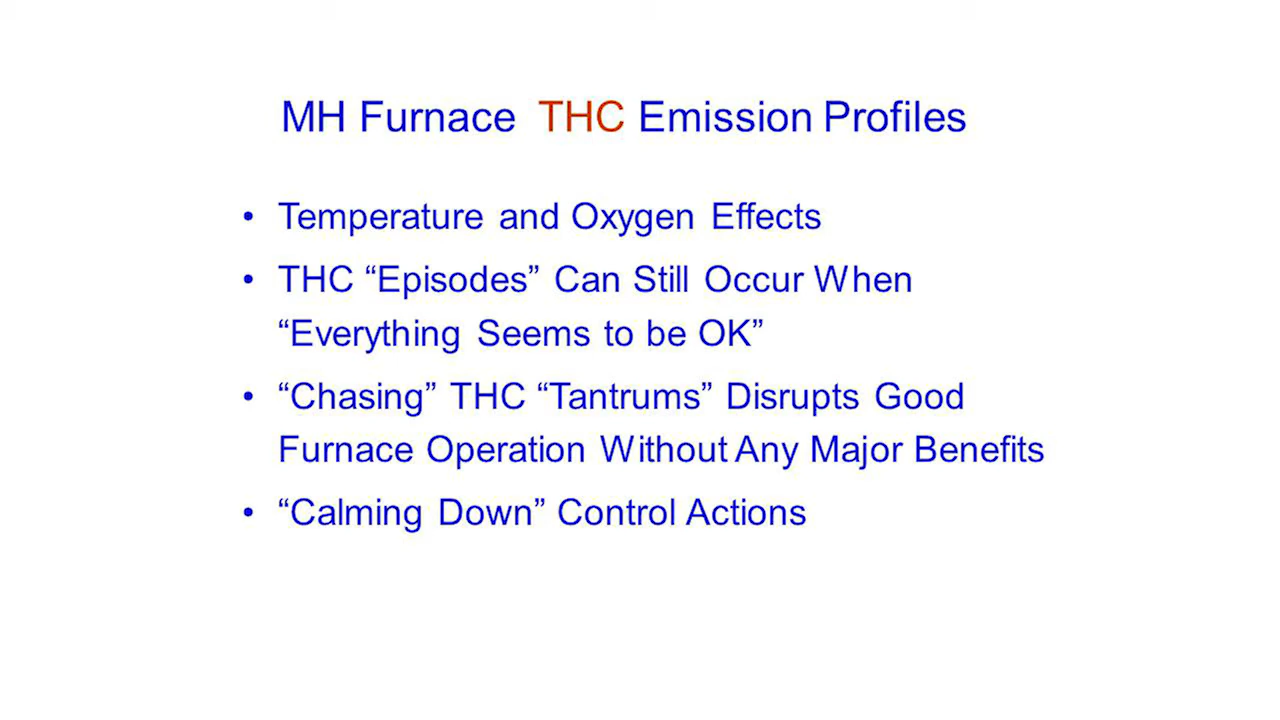 MH Furnace THC Emission Profiles
• Temperature and Oxygen Effects
• THC “Episodes” Can Still Occur When
“Everything Seems to be OK”
• “Chasing” THC “Tantrums” Disrupts Good
Furnace Operation Without Any Major Benefits
• “Calming Down” Control Actions